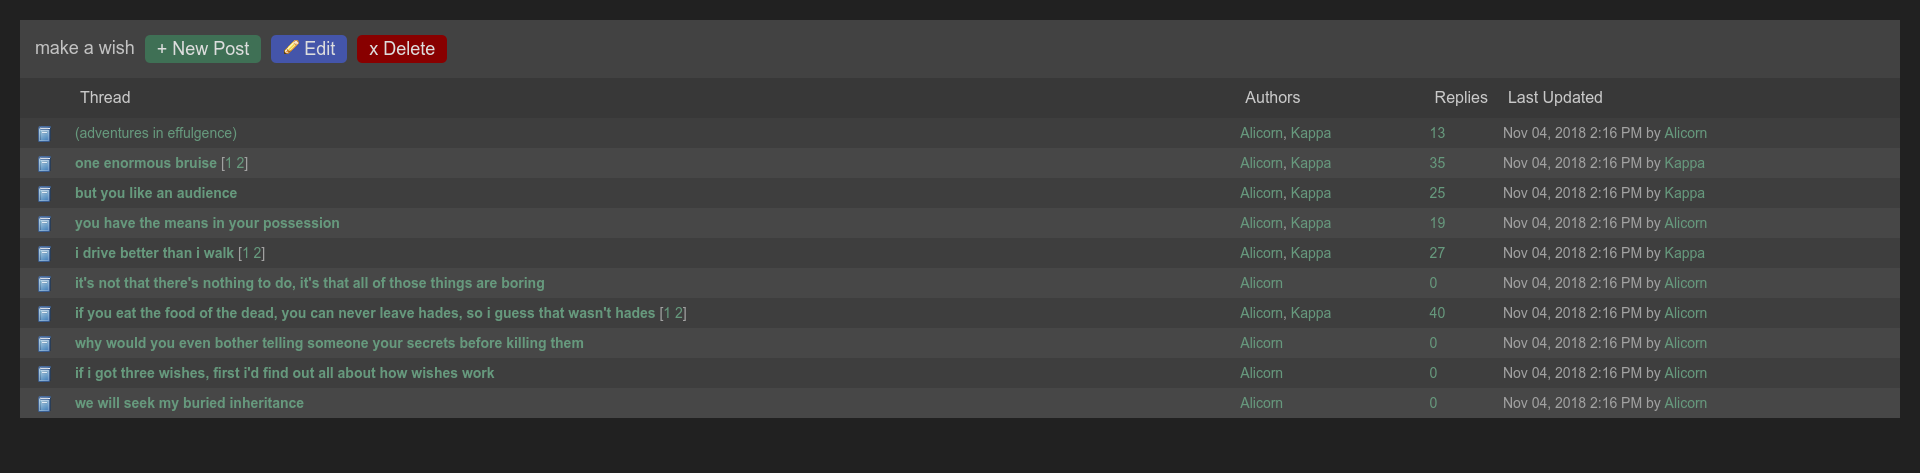 make a wish + New Post Edit x Delete
Thread Authors Replies Last Updated
(adventures in effulgence) Alicorn, Kappa 13 Nov 04, 2018 2:16 PM by Alicorn
one enormous bruise [1 2] Alicorn, Kappa 35 Nov 04, 2018 2:16 PM by Kappa
but you like an audience Alicorn, Kappa 25 Nov 04, 2018 2:16 PM by Kappa
you have the means in your possession Alicorn, Kappa 19 Nov 04, 2018 2:16 PM by Alicorn
i drive better than i walk [1 2] Alicorn, Kappa 27 Nov 04, 2018 2:16 PM by Kappa
it's not that there's nothing to do, it's that all of those things are boring Alicorn 0 Nov 04, 2018 2:16 PM by Alicorn
if you eat the food of the dead, you can never leave hades, so i guess that wasn't hades [1 2] Alicorn, Kappa 40 Nov 04, 2018 2:16 PM by Alicorn
why would you even bother telling someone your secrets before killing them Alicorn 0 Nov 04, 2018 2:16 PM by Alicorn
if i got three wishes, first i'd find out all about how wishes work Alicorn 0 Nov 04, 2018 2:16 PM by Alicorn
we will seek my buried inheritance Alicorn 0 Nov 04, 2018 2:16 PM by Alicorn